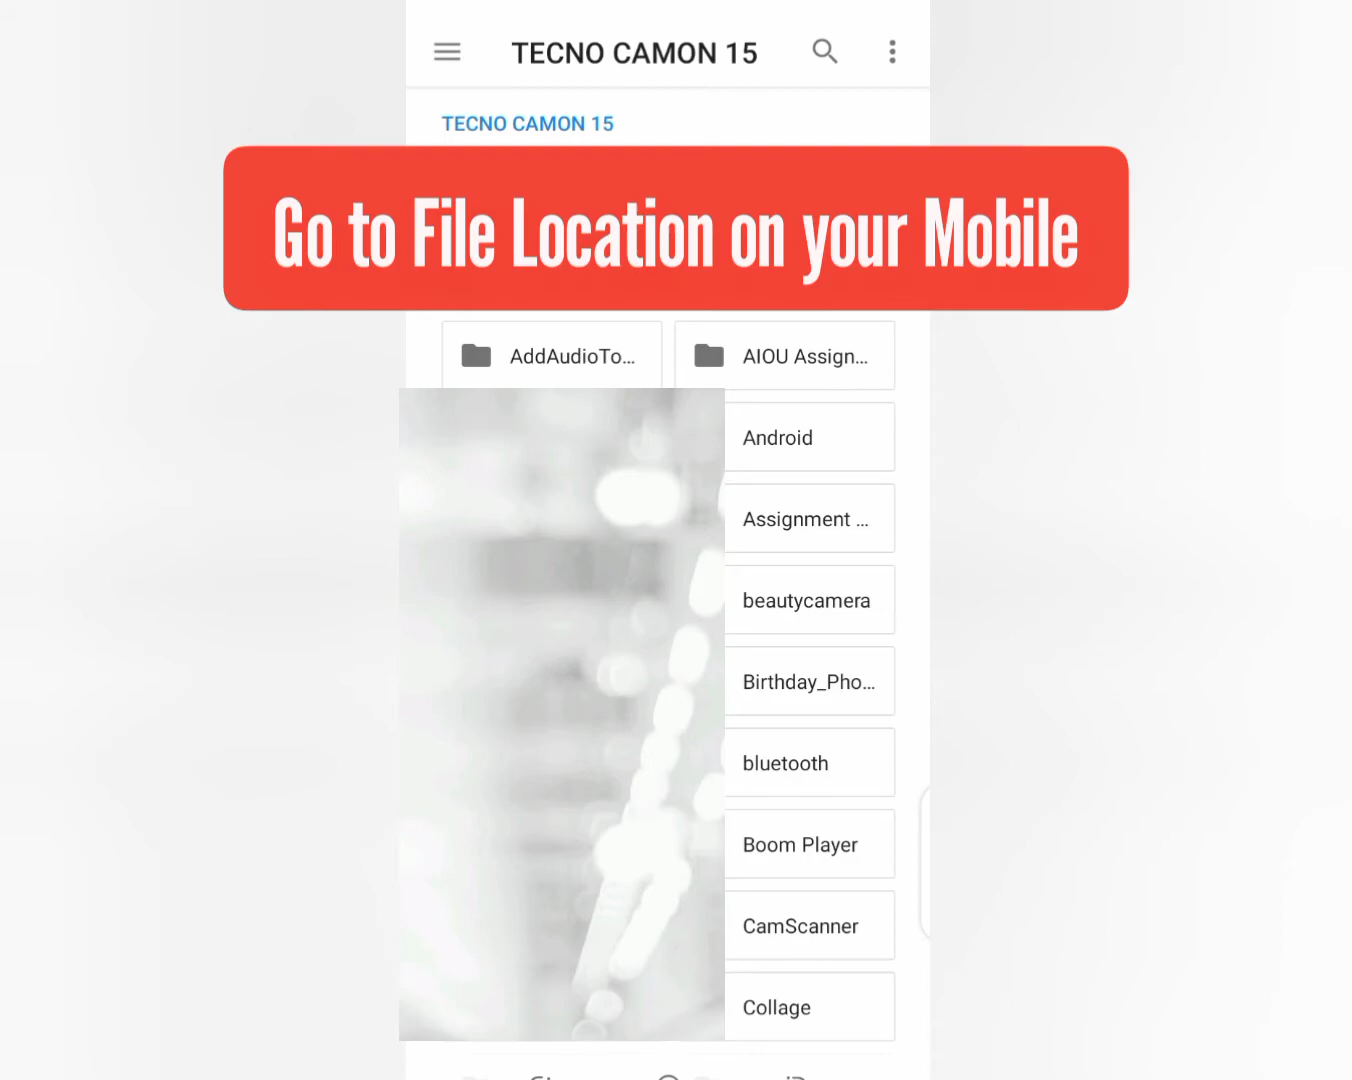 TECNO CAMON 15
TECNO CAMON 15
Go to File Location on your Mobile
AddAudioTo...
AIOU Assign...
Android
Assignment ...
beautycamera
Birthday_Pho...
bluetooth
Boom Player
CamScanner
Collage